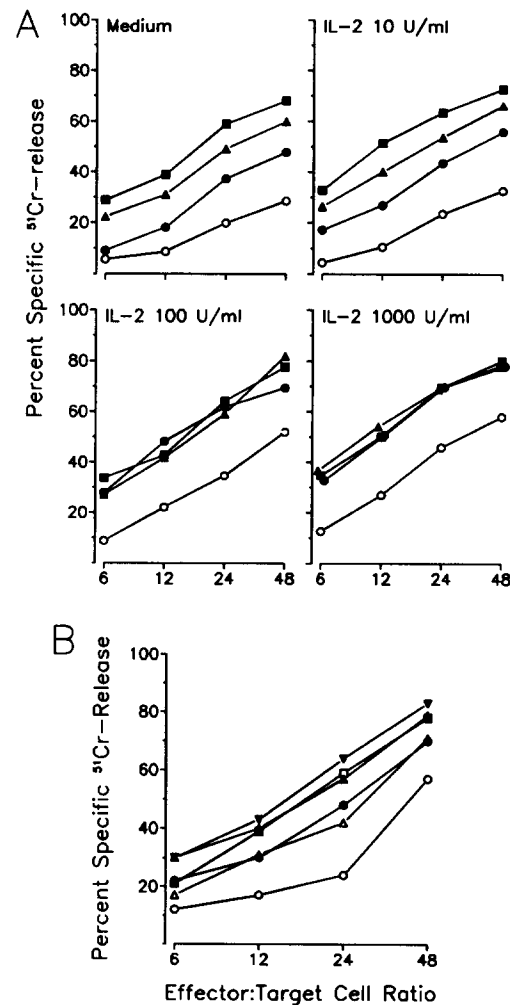 A
Medium
IL-2 10 U/ml
100
80
60
40
20
Percent Specific ⁵¹Cr-release
IL-2 100 U/ml
IL-2 1000 U/ml
80
60
40
20
6 12 24 48
6 12 24 48
B
100
80
60
40
20
Percent Specific ⁵¹Cr-Release
6 12 24 48
Effector:Target Cell Ratio